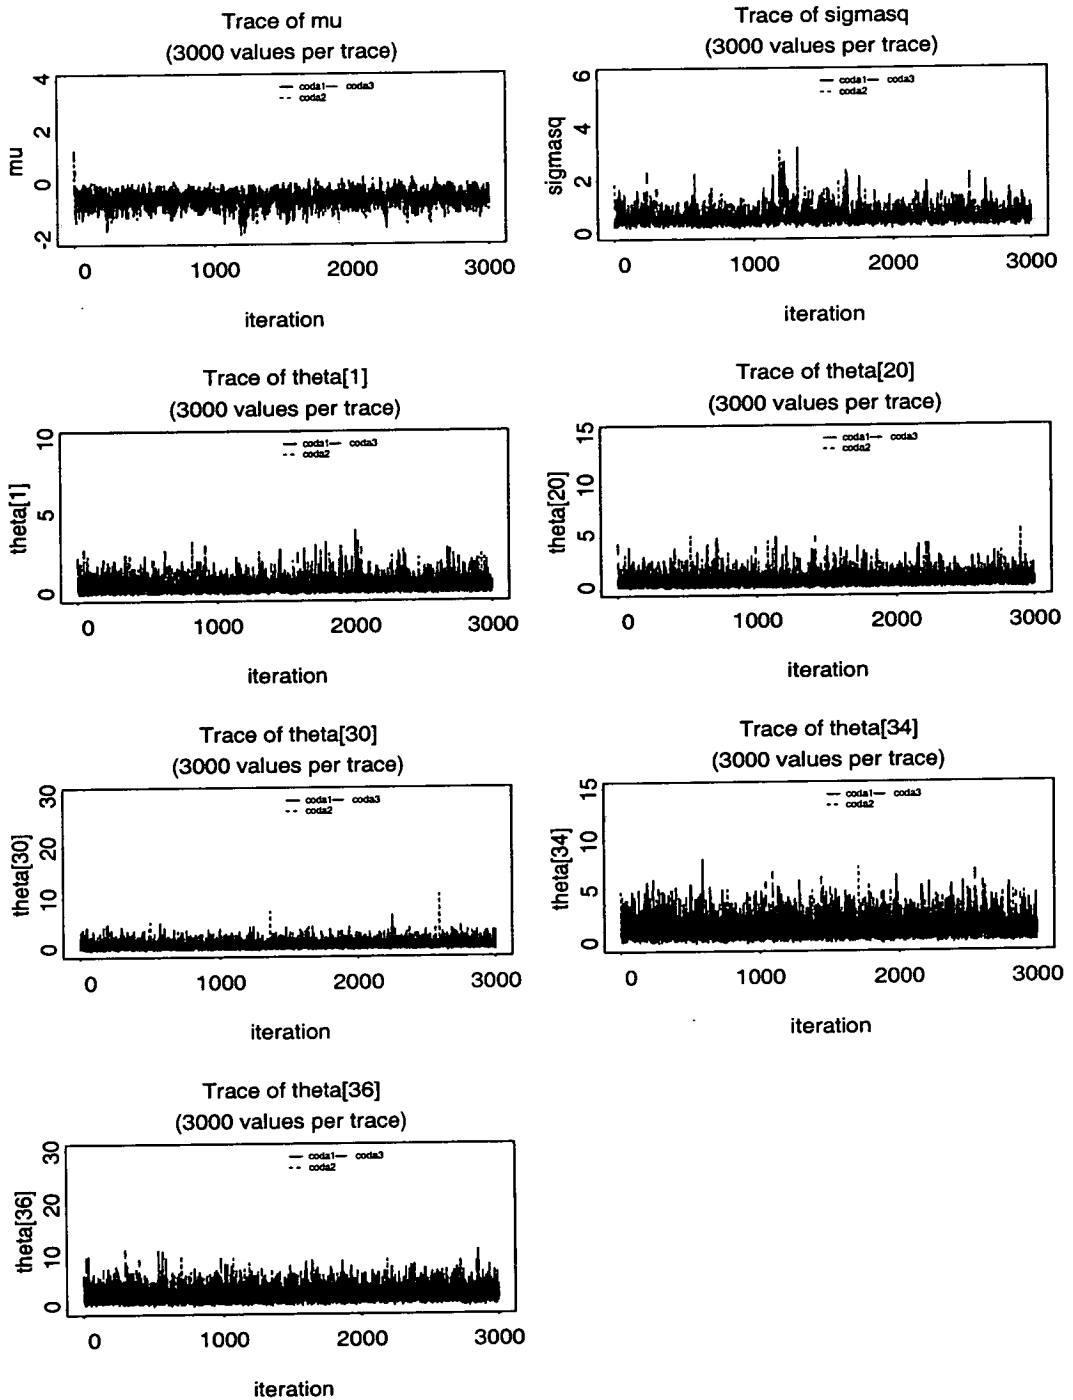 Trace of mu
(3000 values per trace)
4
2
0
-2
mu
coda1 coda3
coda2
0 1000 2000 3000
iteration
Trace of sigmasq
(3000 values per trace)
6
4
2
0
sigmasq
coda1 coda3
coda2
0 1000 2000 3000
iteration
Trace of theta[1]
(3000 values per trace)
10
5
0
theta[1]
coda1 coda3
coda2
0 1000 2000 3000
iteration
Trace of theta[20]
(3000 values per trace)
15
10
5
0
theta[20]
coda1 coda3
coda2
0 1000 2000 3000
iteration
Trace of theta[30]
(3000 values per trace)
30
20
10
0
theta[30]
coda1 coda3
coda2
0 1000 2000 3000
iteration
Trace of theta[34]
(3000 values per trace)
15
10
5
0
theta[34]
coda1 coda3
coda2
0 1000 2000 3000
iteration
Trace of theta[36]
(3000 values per trace)
30
20
10
0
theta[36]
coda1 coda3
coda2
0 1000 2000 3000
iteration